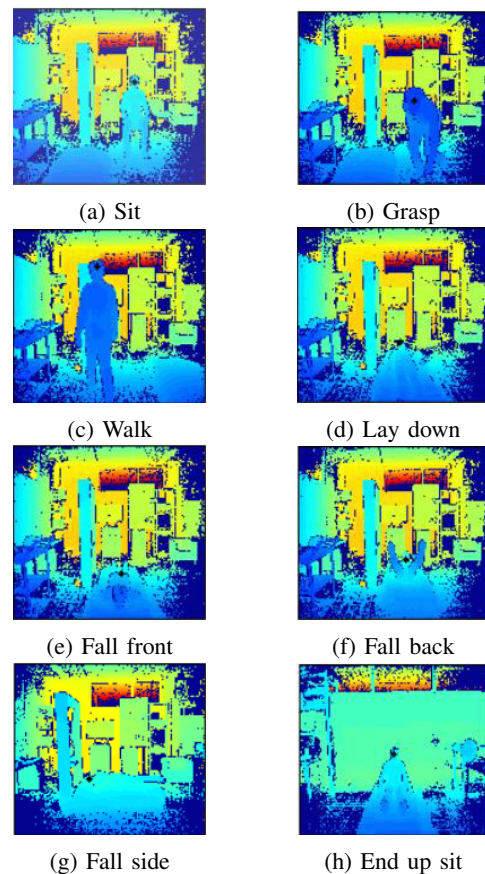 (a) Sit
(b) Grasp
(c) Walk
(d) Lay down
(e) Fall front
(f) Fall back
(g) Fall side
(h) End up sit